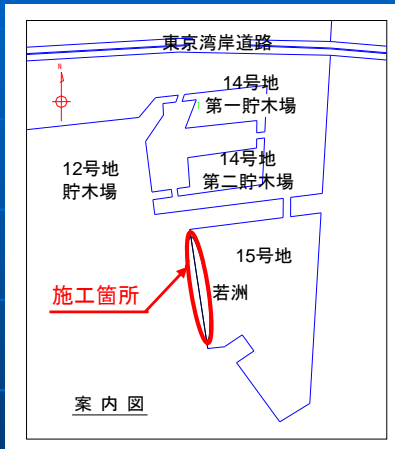 東京湾岸道路
N
14号地
第一貯木場
14号地
第二貯木場
12号地
貯木場
15号地
若洲
施工箇所
案内図